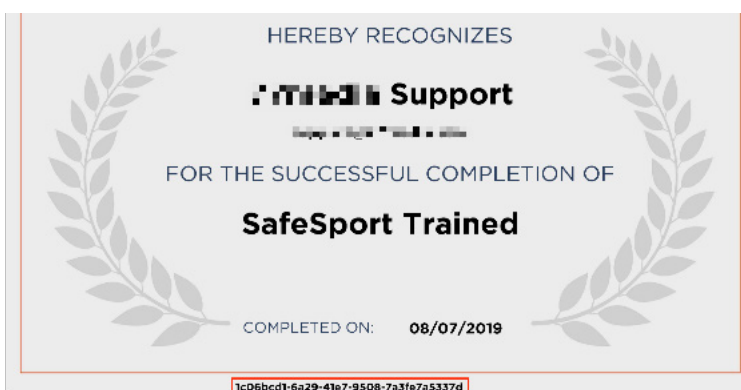 HEREBY RECOGNIZES
Support
FOR THE SUCCESSFUL COMPLETION OF
SafeSport Trained
COMPLETED ON: 08/07/2019
1c06bcd1-6a29-41e7-9508-7a3fe7a5337d